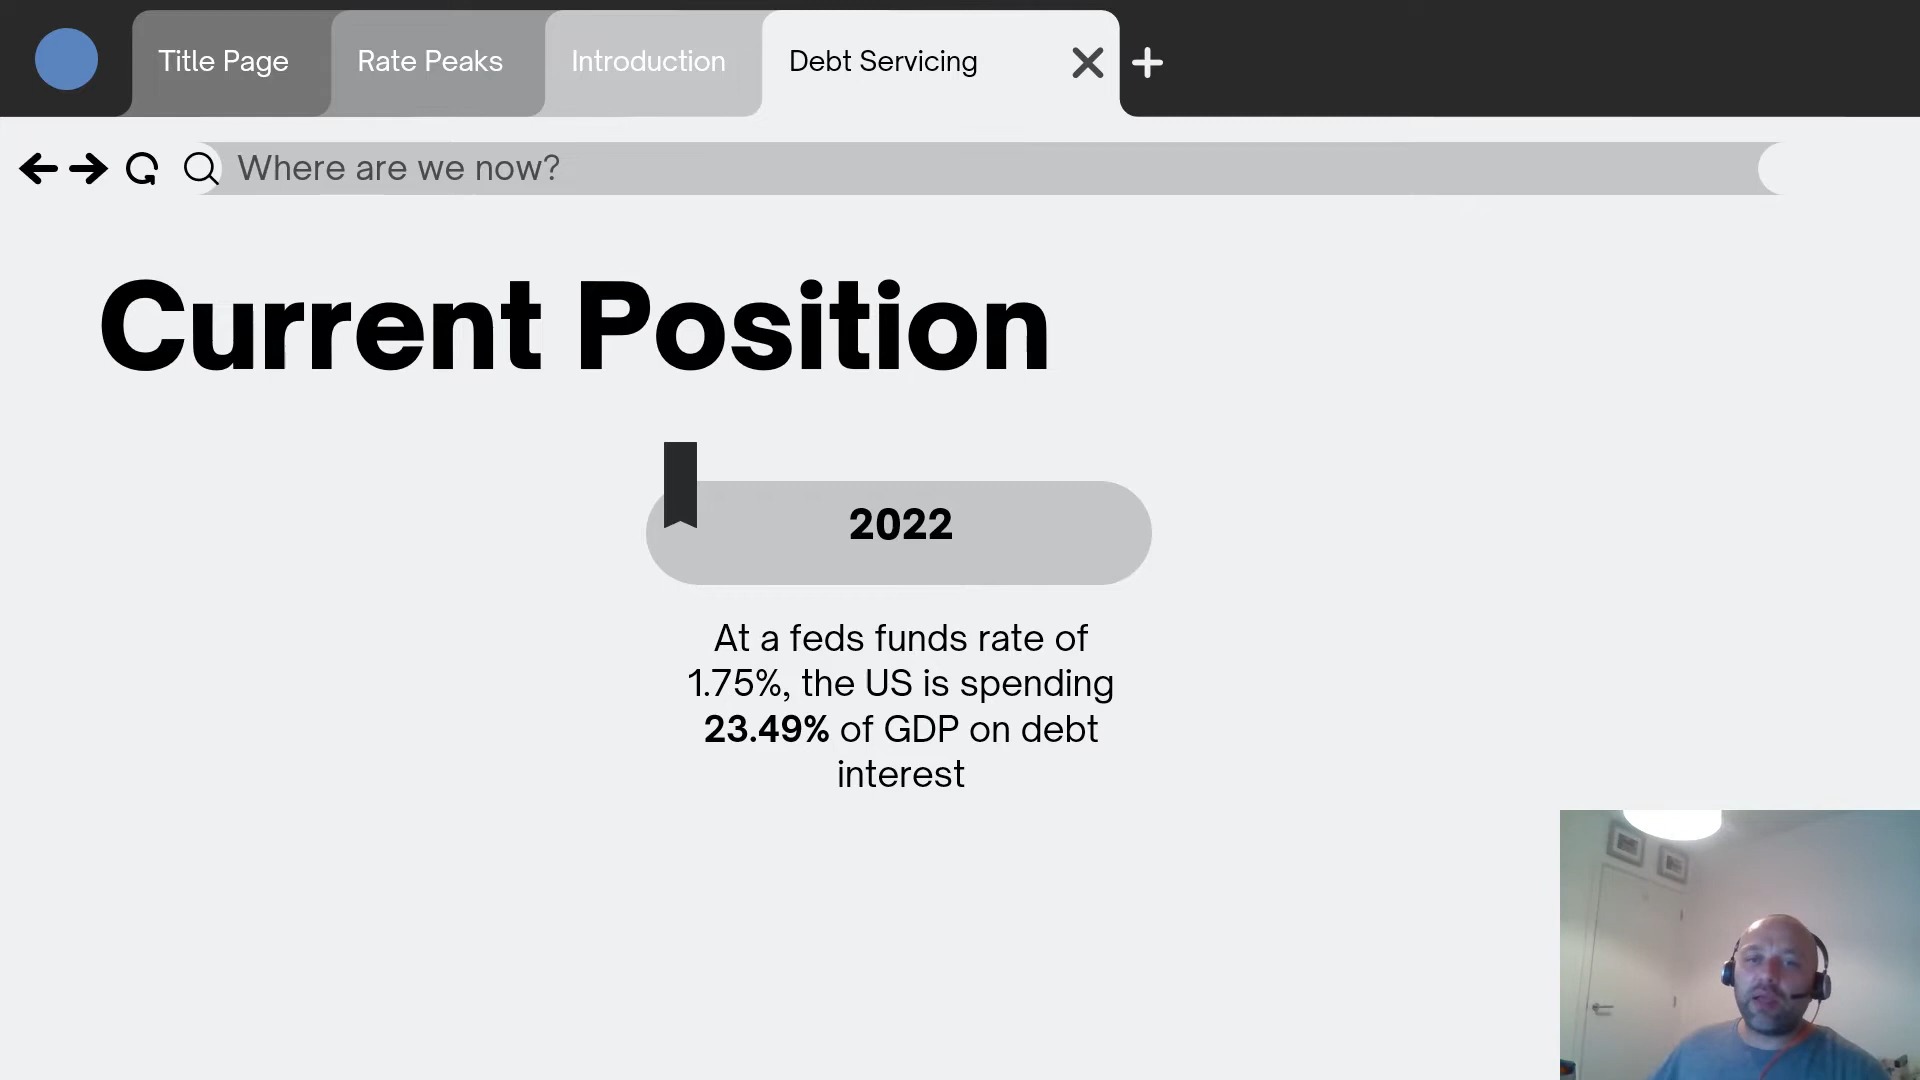 Title Page
Rate Peaks
Introduction
Debt Servicing
Where are we now?
Current Position
2022
At a feds funds rate of
1.75%, the US is spending
23.49% of GDP on debt
interest